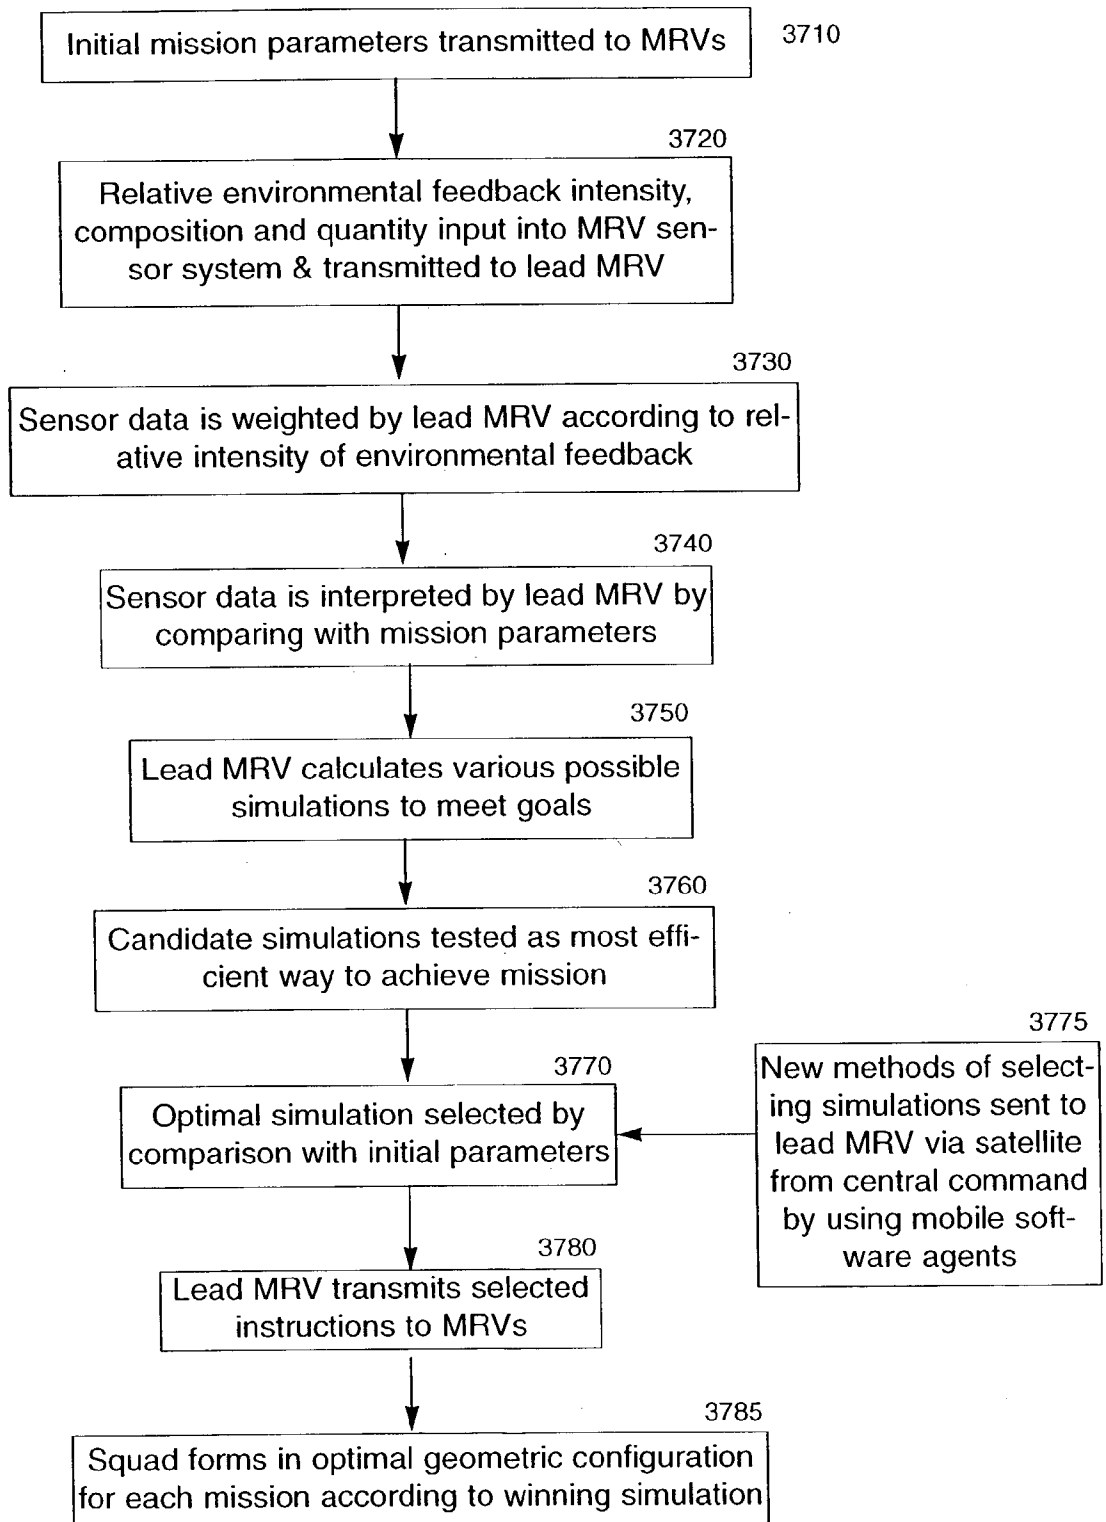 Initial mission parameters transmitted to MRVs
3710
3720
Relative environmental feedback intensity,
composition and quantity input into MRV sen-
sor system & transmitted to lead MRV
3730
Sensor data is weighted by lead MRV according to rel-
ative intensity of environmental feedback
3740
Sensor data is interpreted by lead MRV by
comparing with mission parameters
3750
Lead MRV calculates various possible
simulations to meet goals
3760
Candidate simulations tested as most effi-
cient way to achieve mission
3770
Optimal simulation selected by
comparison with initial parameters
3775
New methods of select-
ing simulations sent to
lead MRV via satellite
from central command
by using mobile soft-
ware agents
3780
Lead MRV transmits selected
instructions to MRVs
3785
Squad forms in optimal geometric configuration
for each mission according to winning simulation